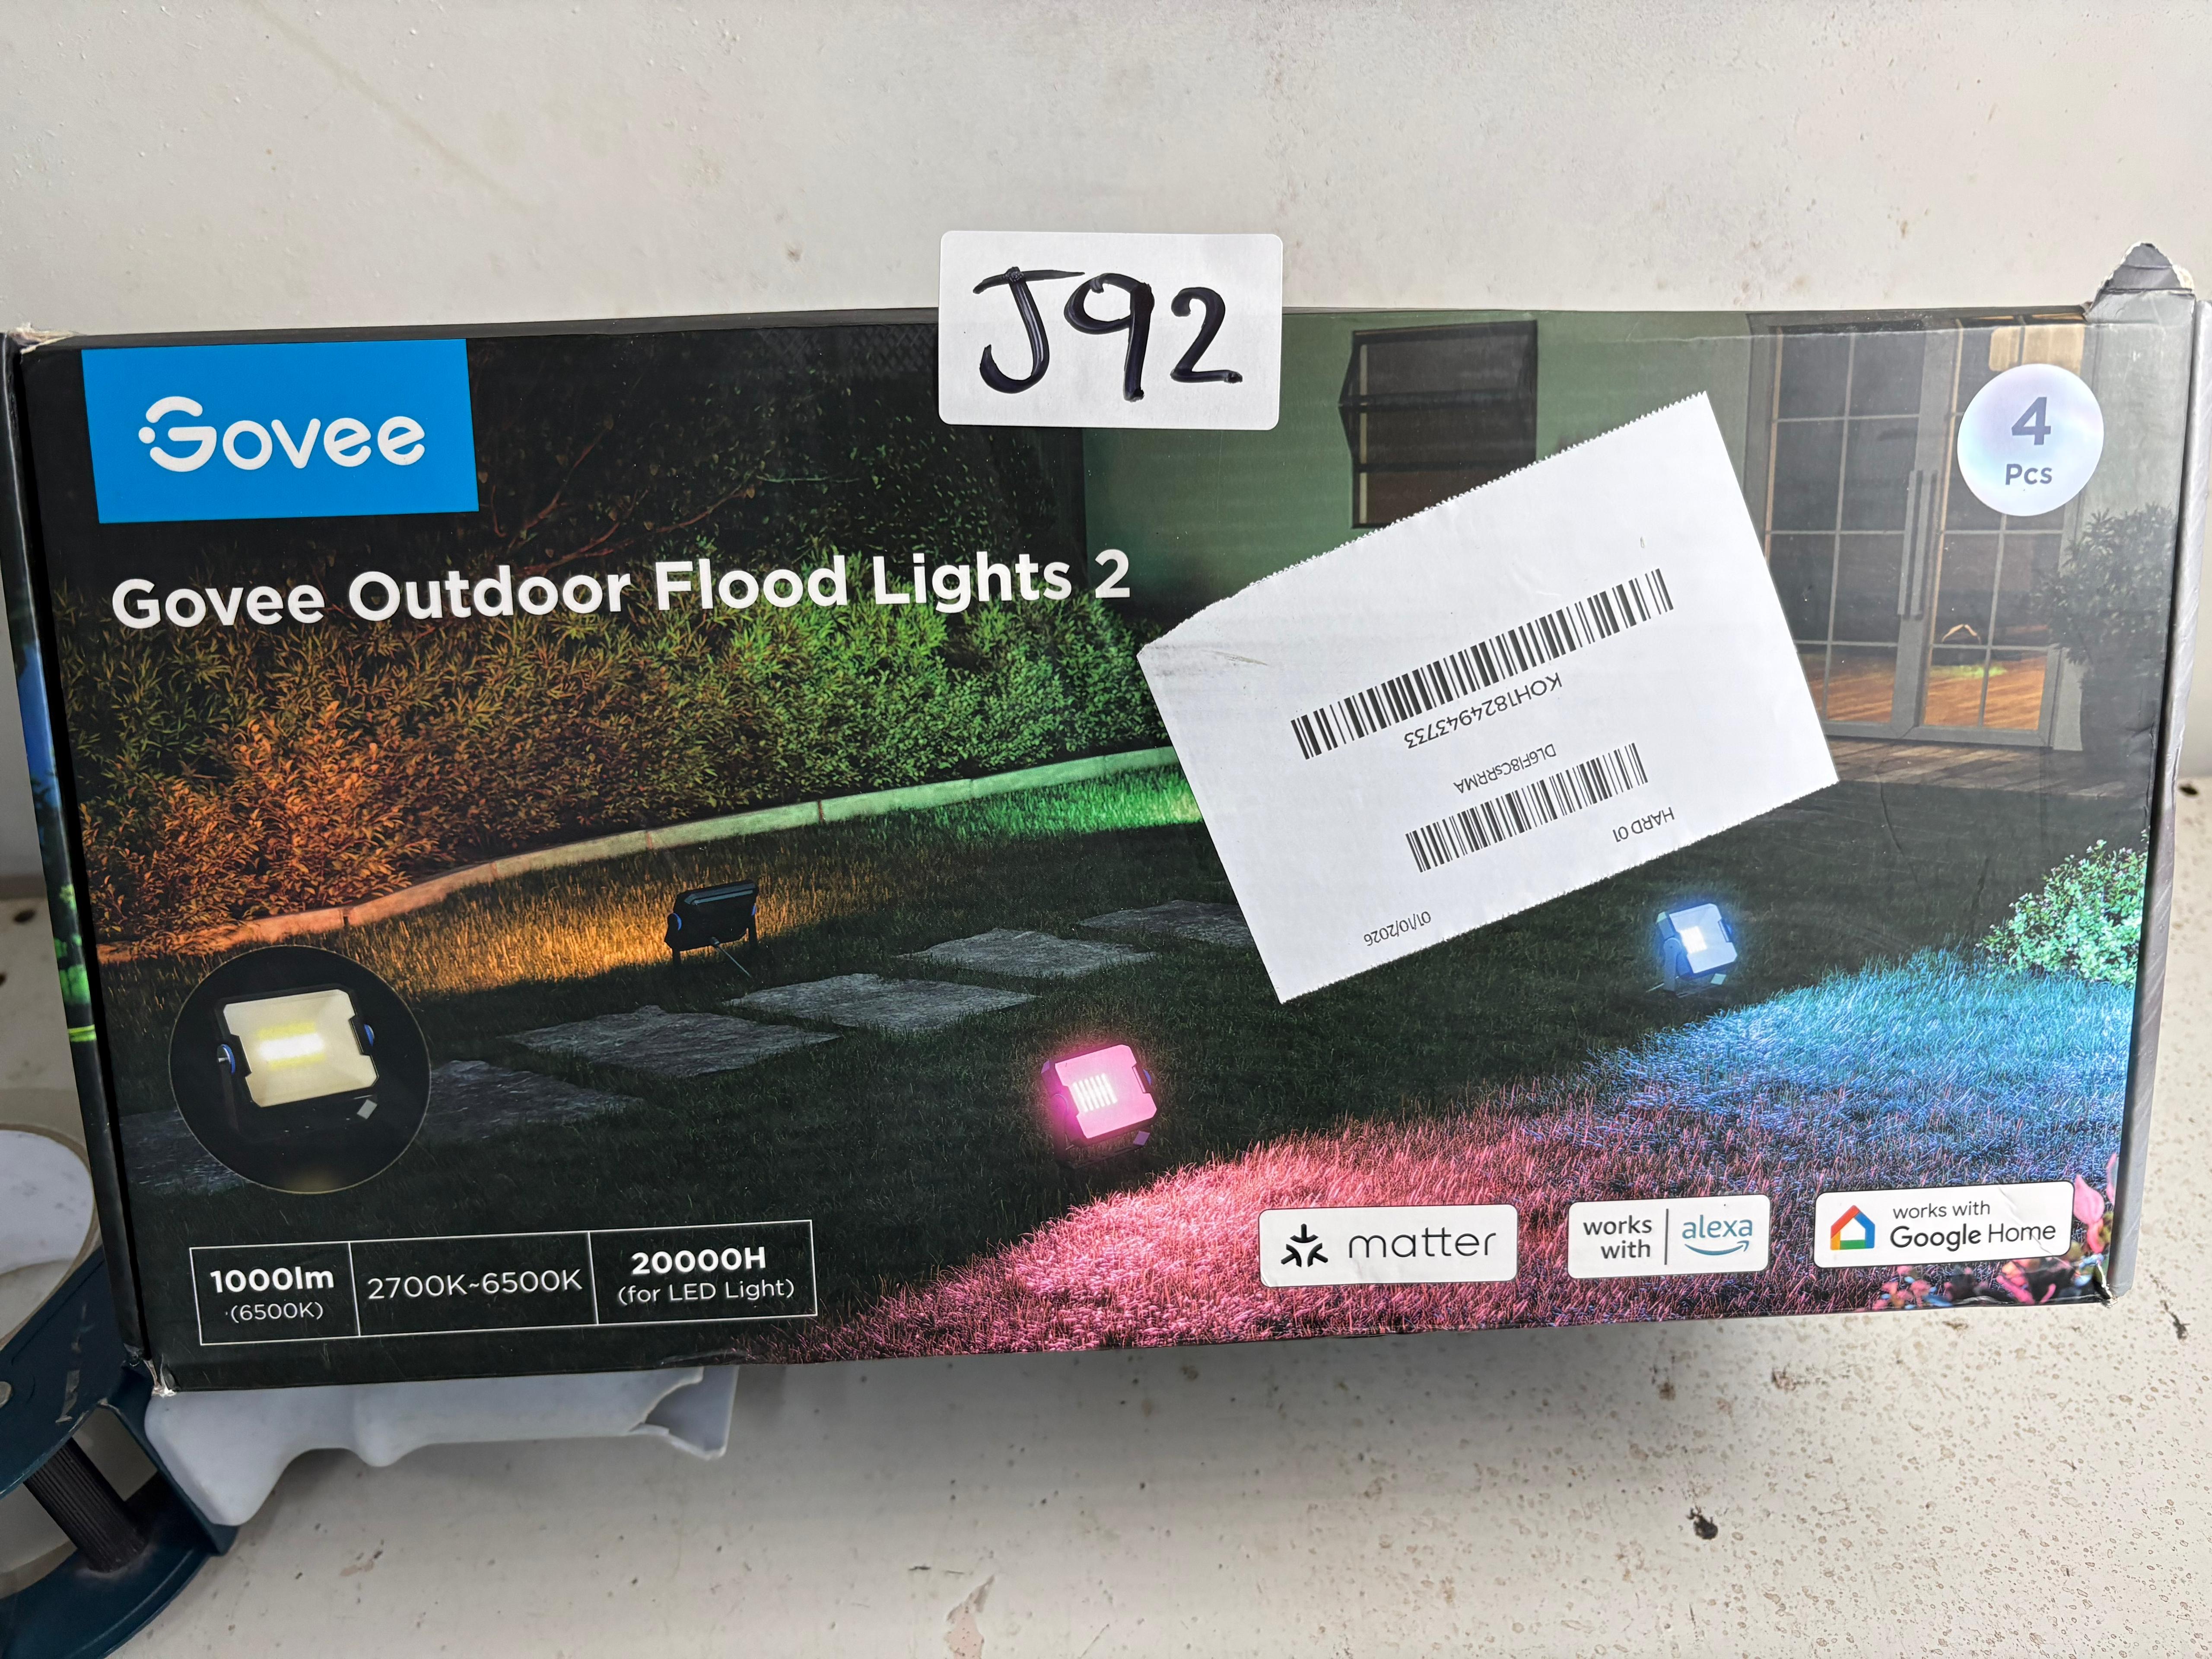 J92
Govee
4
Pcs
Govee Outdoor Flood Lights 2
KOH1824943733
DL6FI8CsRRMA
HARD 01
01/10/2026
1000lm
(6500K)
2700K~6500K
20000H
(for LED Light)
matter
works
with
alexa
works with
Google Home